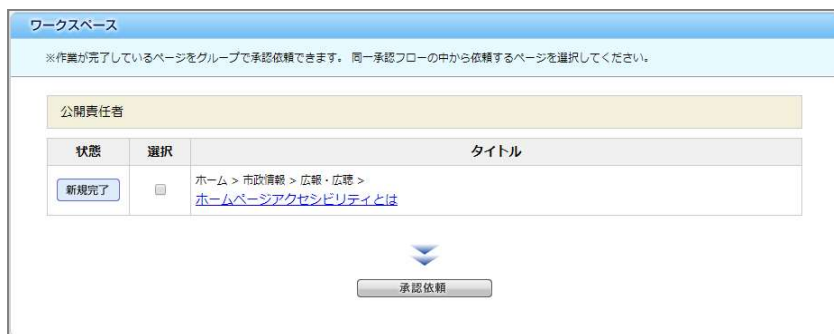 ワークスペース
※作業が完了しているページをグループで承認依頼できます。 同一承認フローの中から依頼するページを選択してください。
公開責任者
状態 選択 タイトル
新規完了 ホーム > 市政情報 > 広報・広聴 >
ホームページアクセシビリティとは
承認依頼